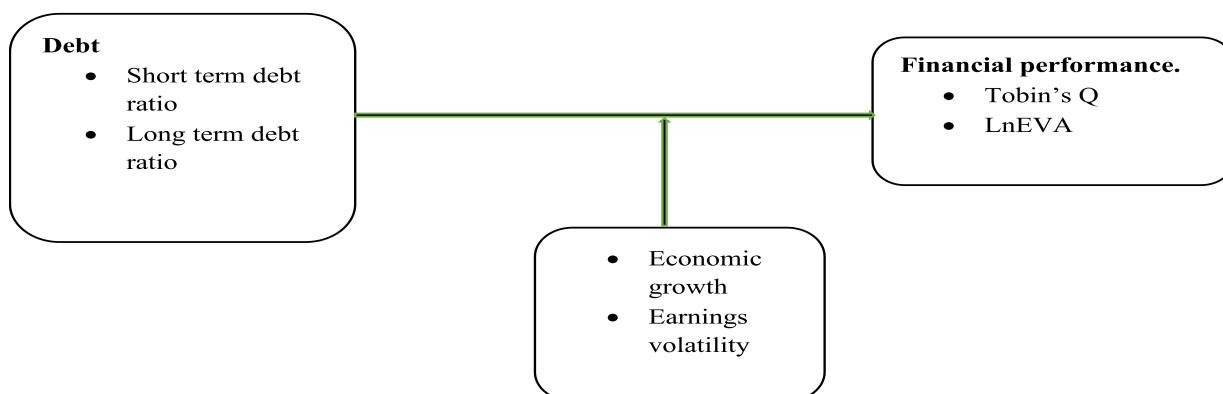 Debt
• Short term debt
ratio
• Long term debt
ratio
Financial performance.
• Tobin’s Q
• LnEVA
• Economic
growth
• Earnings
volatility